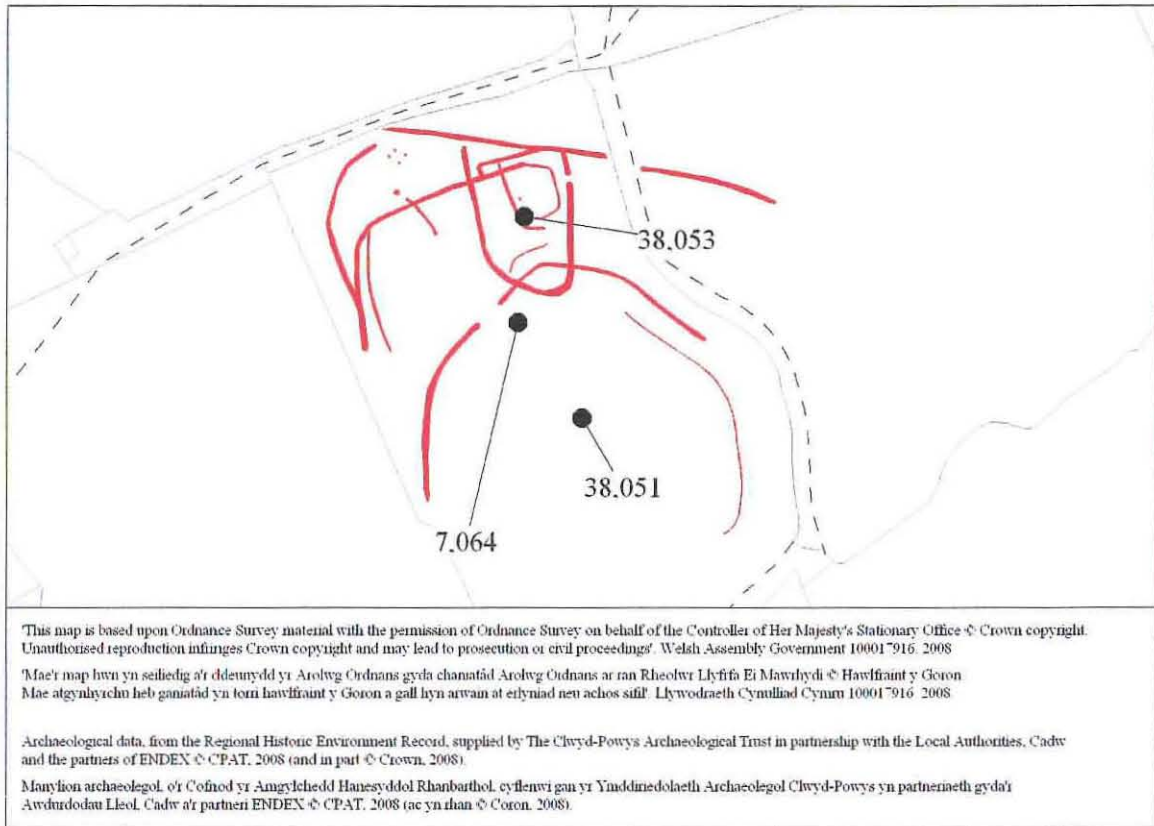 38.053
38.051
7.064
'This map is based upon Ordnance Survey material with the permission of Ordnance Survey on behalf of the Controller of Her Majesty's Stationary Office © Crown copyright.
Unauthorised reproduction infringes Crown copyright and may lead to prosecution or civil proceedings'. Welsh Assembly Government 100017916. 2008
'Mae'r map hwn yn seiliedig a'r ddeunydd yr Arolwg Ordnans gyda chaniatâd Arolwg Ordnans ar ran Rheolwr Llyfrfa Ei Mawrhydi © Hawlfraint y Goron
Mae atgynhyrchu heb ganiatâd yn torri hawlfraint y Goron a gall hyn arwain at erlyniad neu achos sifil'. Llywodraeth Cynulliad Cymru 100017916. 2008
Archaeological data, from the Regional Historic Environment Record, supplied by The Clwyd-Powys Archaeological Trust in partnership with the Local Authorities, Cadw
and the partners of ENDEX © CPAT, 2008 (and in part © Crown, 2008).
Manylion archaeolegol, o'r Cofnod yr Amgylchedd Hanesyddol Rhanbarthol, cyflenwi gan yr Ymddiriedolaeth Archaeolegol Clwyd-Powys yn partneriaeth gyda'r
Awdurdodau Lleol, Cadw a'r partneri ENDEX © CPAT, 2008 (ac yn rhan © Coron, 2008).